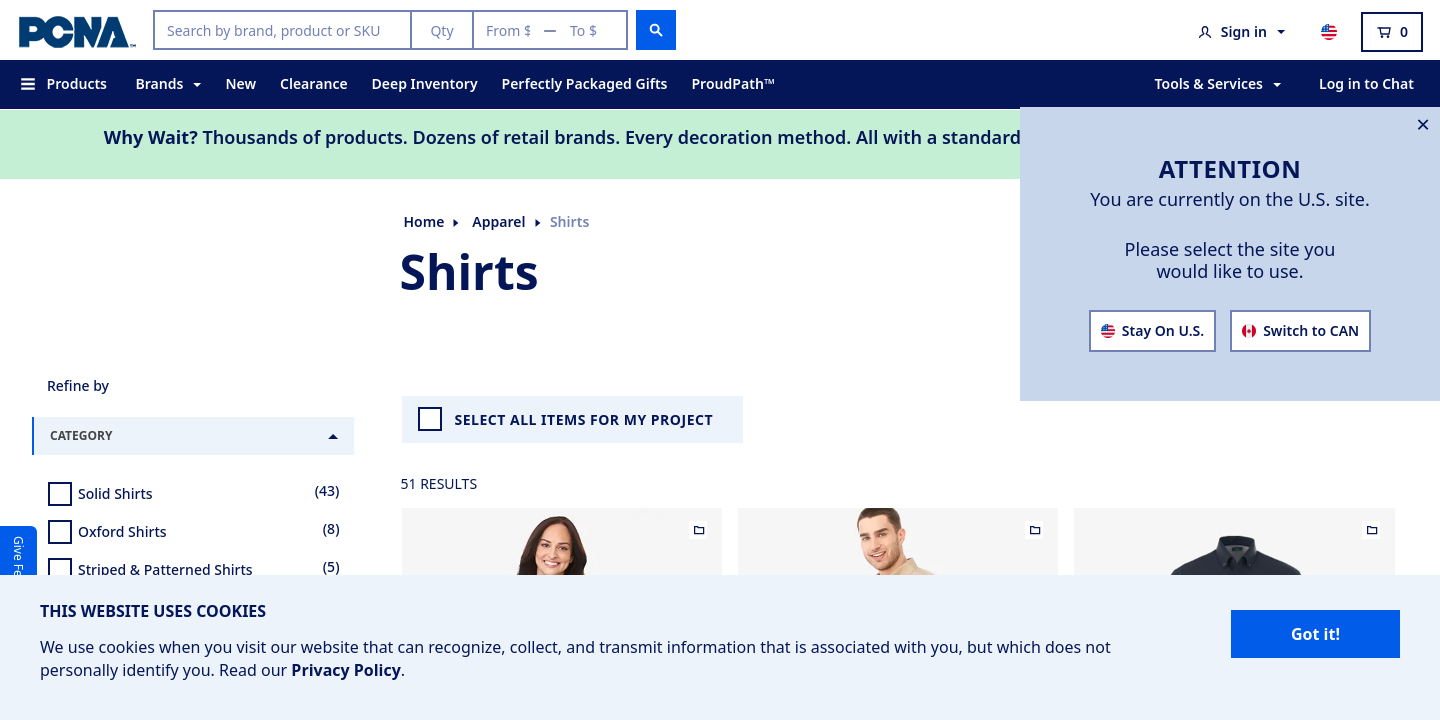 PCNA™
Search by brand, product or SKU
Qty
From $ — To $
Sign in
0
Products
Brands
New
Clearance
Deep Inventory
Perfectly Packaged Gifts
ProudPath™
Tools & Services
Log in to Chat
Why Wait? Thousands of products. Dozens of retail brands. Every decoration method. All with a standard
ATTENTION
You are currently on the U.S. site.
Please select the site you
would like to use.
Stay On U.S.
Switch to CAN
Home
Apparel
Shirts
Shirts
Refine by
CATEGORY
Solid Shirts (43)
Oxford Shirts (8)
Striped & Patterned Shirts (5)
SELECT ALL ITEMS FOR MY PROJECT
51 RESULTS
Give Fe
THIS WEBSITE USES COOKIES
We use cookies when you visit our website that can recognize, collect, and transmit information that is associated with you, but which does not
personally identify you. Read our Privacy Policy.
Got it!